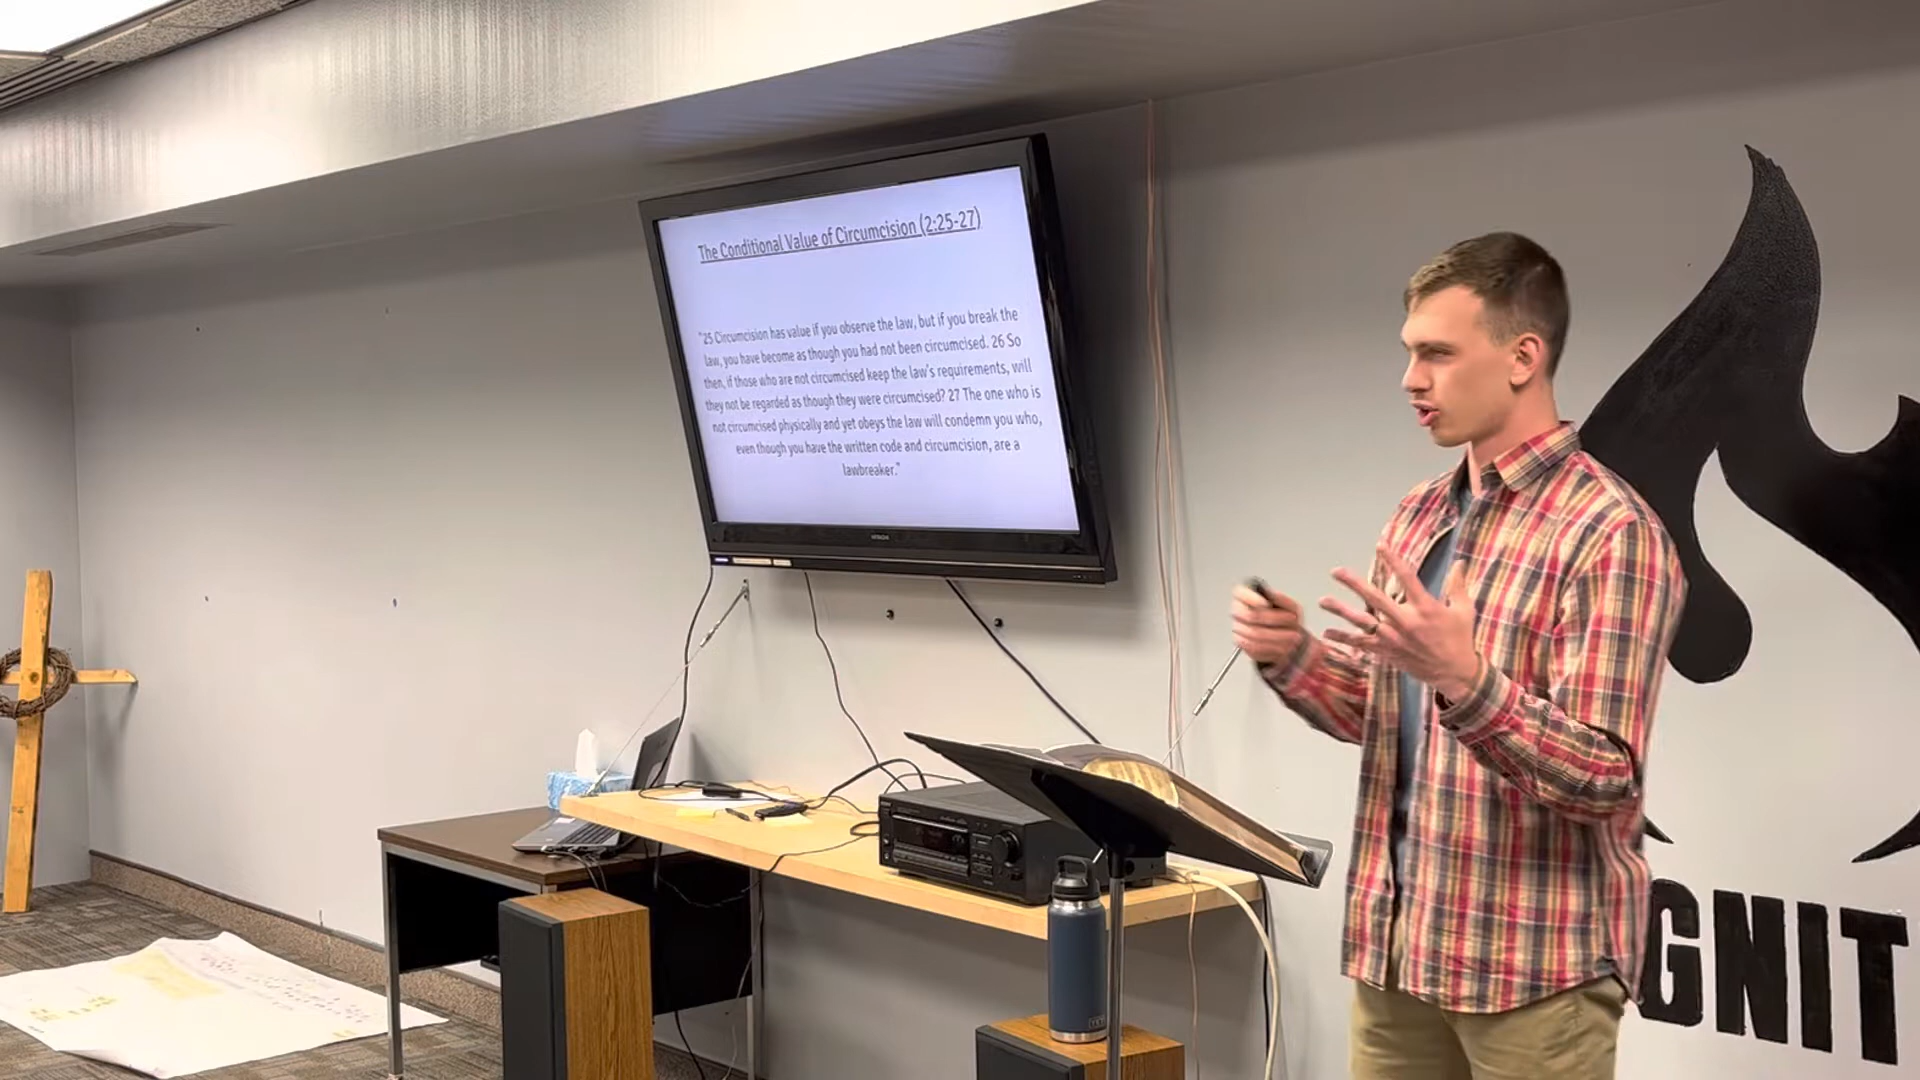 The Conditional Value of Circumcision (2:25-27)
"25 Circumcision has value if you observe the law, but if you break the
law, you have become as though you had not been circumcised. 26 So
then, if those who are not circumcised keep the law's requirements, will
they not be regarded as though they were circumcised? 27 The one who is
not circumcised physically and yet obeys the law will condemn you who,
even though you have the written code and circumcision, are a
lawbreaker."
HITACHI
YETI
GNIT